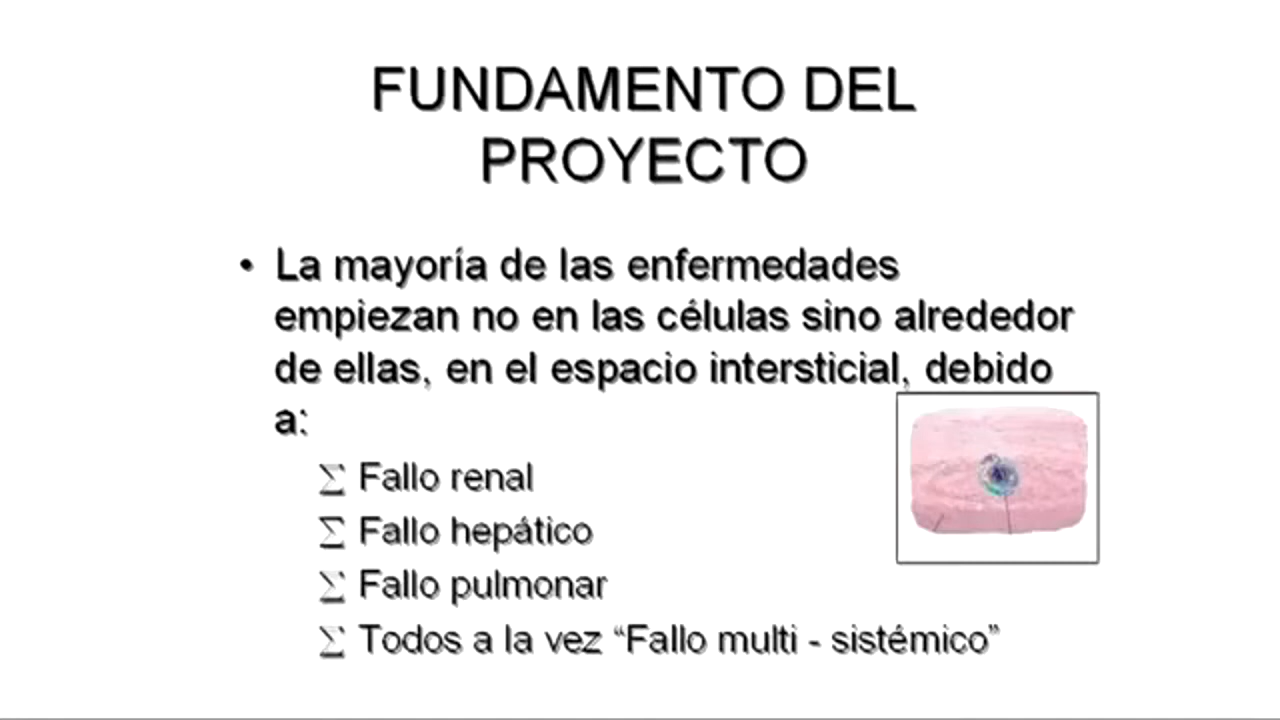 FUNDAMENTO DEL
PROYECTO
• La mayoría de las enfermedades
empiezan no en las células sino alrededor
de ellas, en el espacio intersticial, debido
a:
∑ Fallo renal
∑ Fallo hepático
∑ Fallo pulmonar
∑ Todos a la vez “Fallo multi - sistémico”